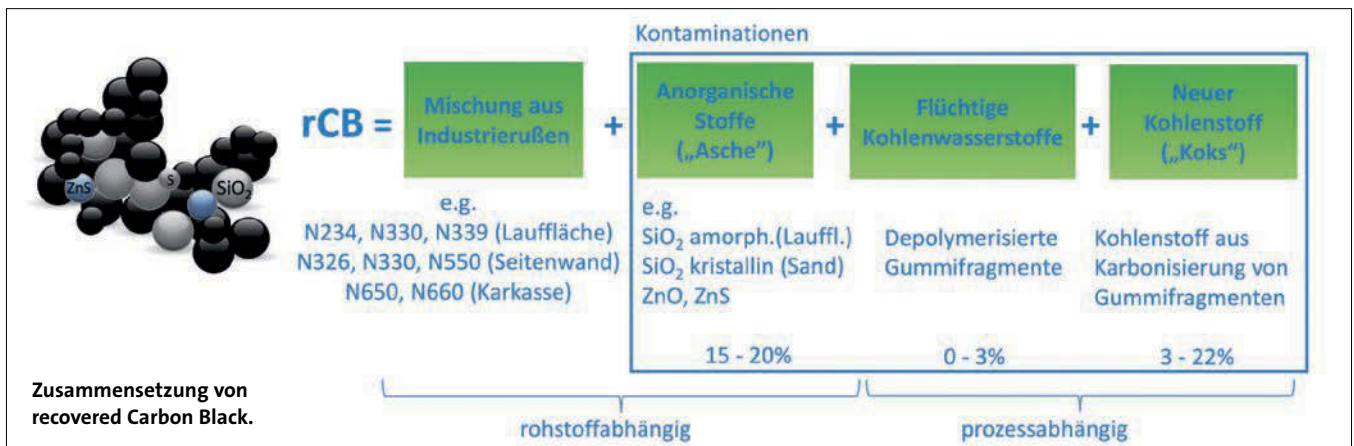 Kontaminationen
rCB =
Mischung aus
Industrierußen
+
Anorganische
Stoffe
(„Asche”)
+
Flüchtige
Kohlenwasserstoffe
+
Neuer
Kohlenstoff
(„Koks”)
ZnS
S
SiO₂
e.g.
N234, N330, N339 (Lauffläche)
N326, N330, N550 (Seitenwand)
N650, N660 (Karkasse)
e.g.
SiO₂ amorph.(Lauffl.)
SiO₂ kristallin (Sand)
ZnO, ZnS
Depolymerisierte
Gummifragmente
Kohlenstoff aus
Karbonisierung von
Gummifragmenten
15 - 20%
0 - 3%
3 - 22%
Zusammensetzung von
recovered Carbon Black.
rohstoffabhängig
prozessabhängig